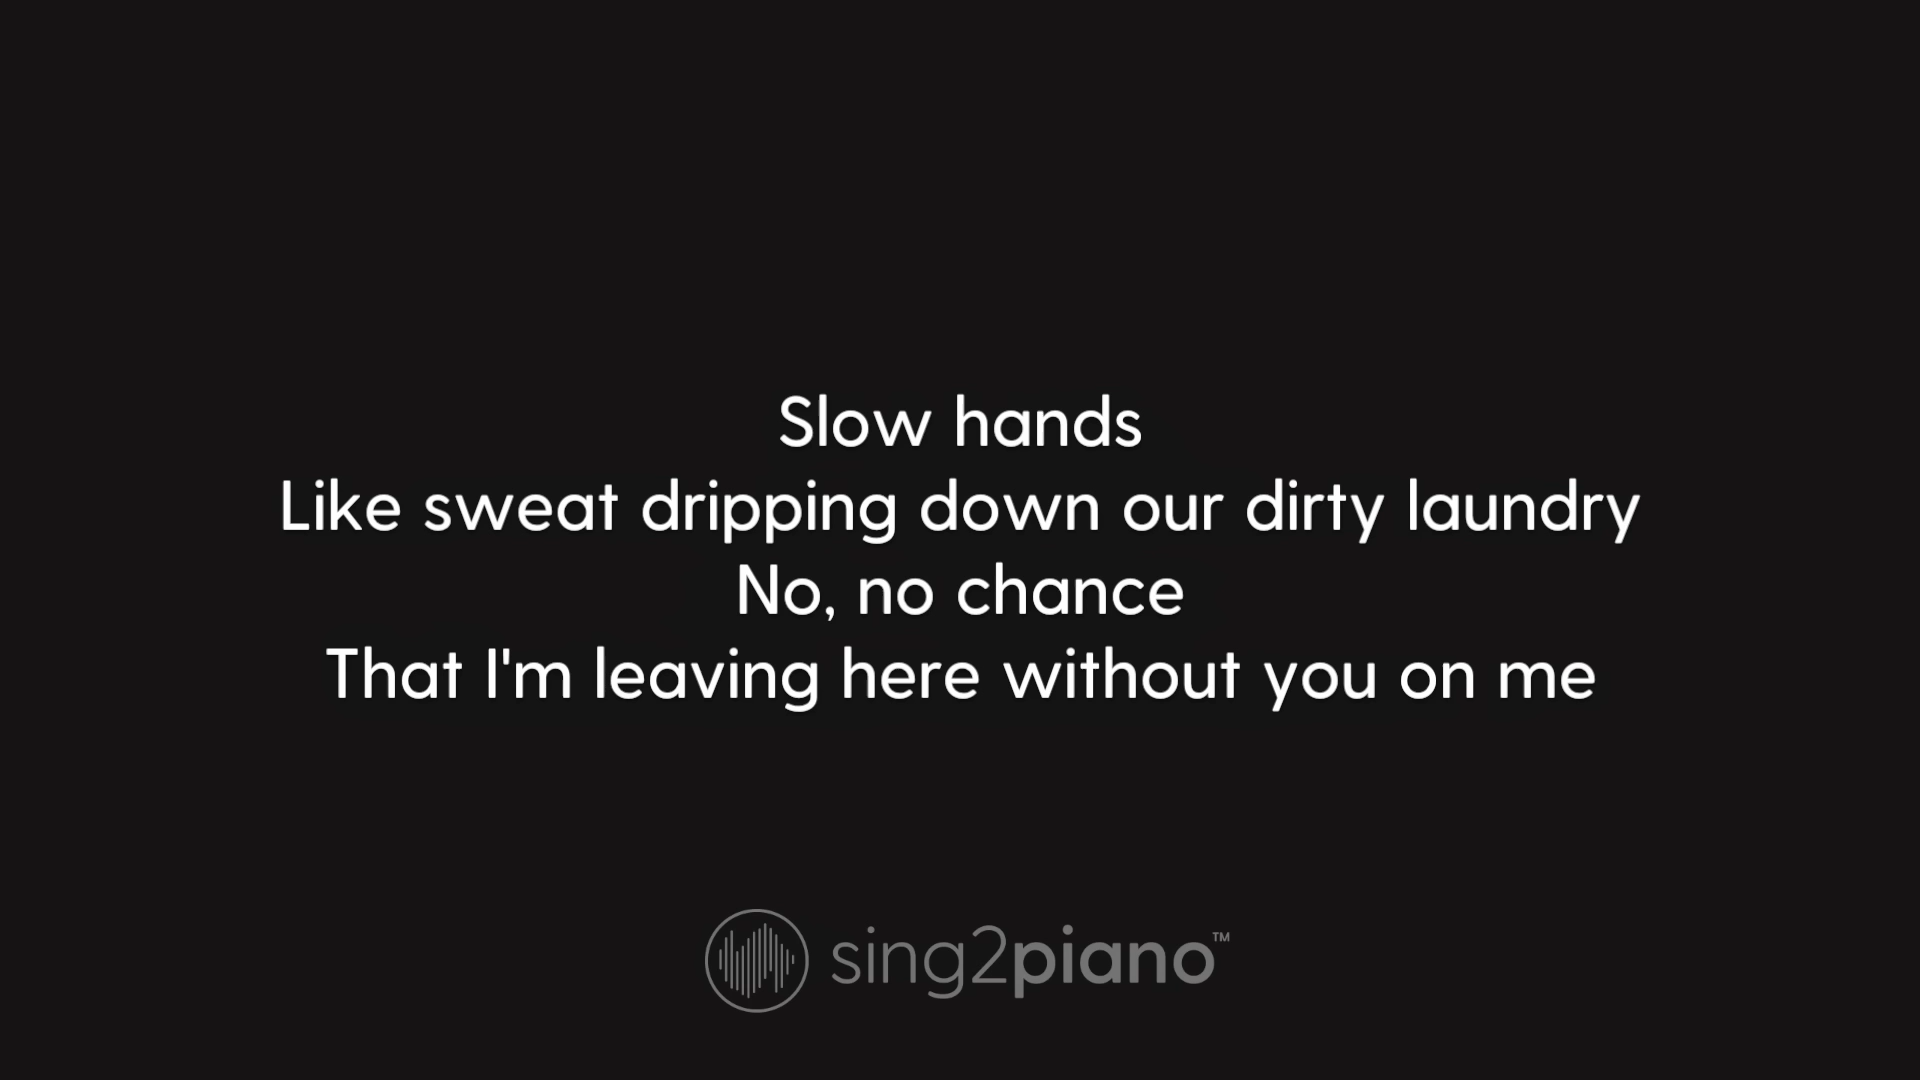 Slow hands
Like sweat dripping down our dirty laundry
No, no chance
That I'm leaving here without you on me
sing2piano™